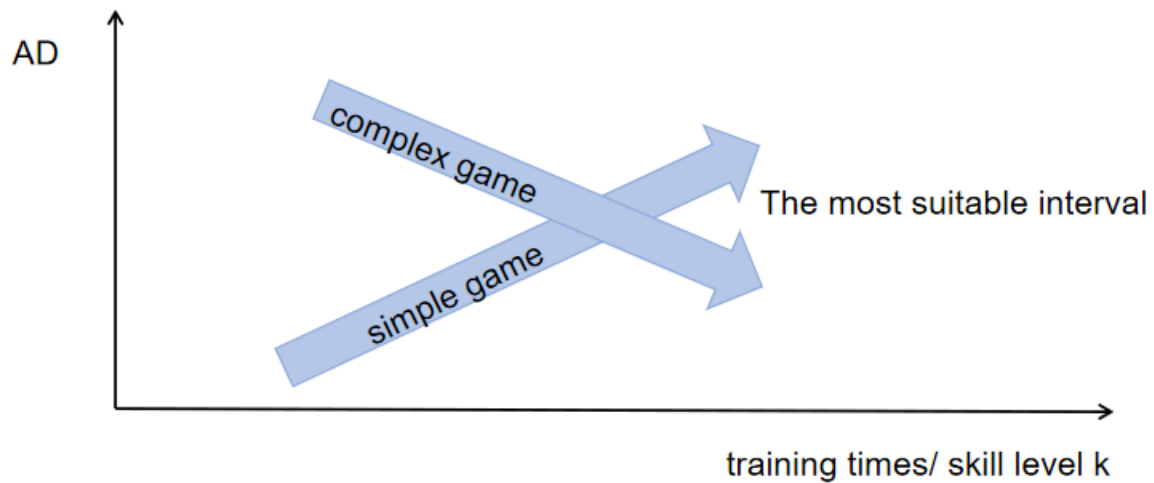 AD
complex game
The most suitable interval
simple game
training times/ skill level k